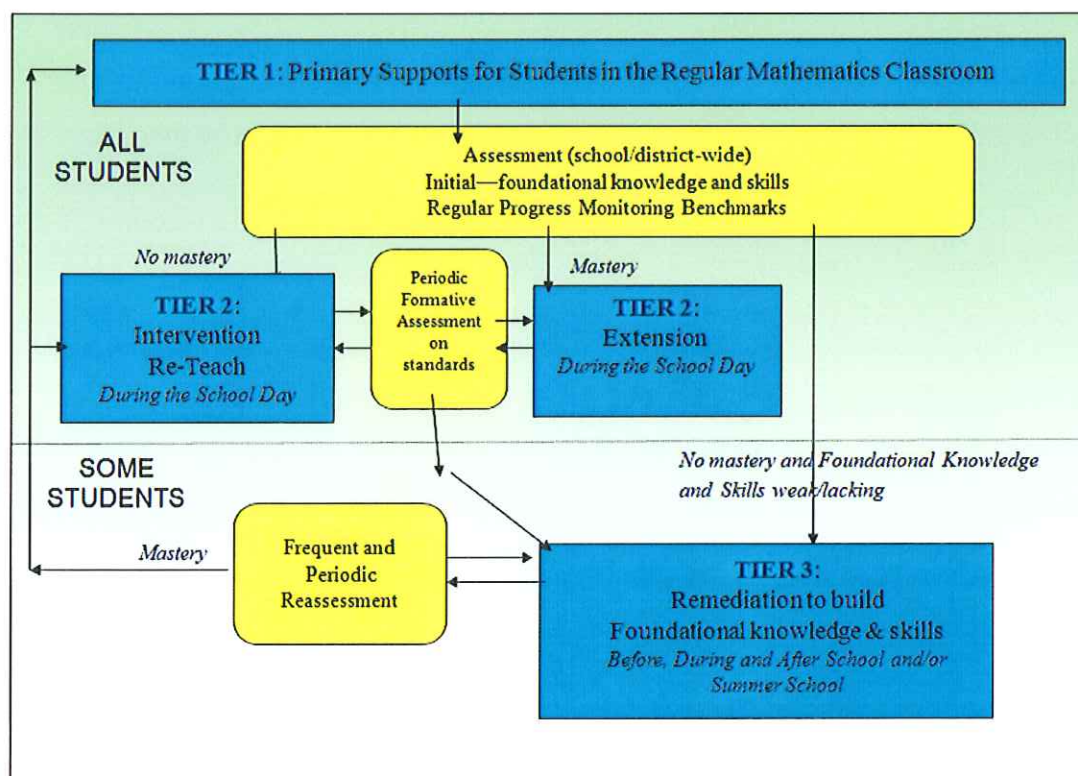 TIER 1: Primary Supports for Students in the Regular Mathematics Classroom
ALL
STUDENTS
Assessment (school/district-wide)
Initial—foundational knowledge and skills
Regular Progress Monitoring Benchmarks
No mastery
Mastery
TIER 2:
Intervention
Re-Teach
During the School Day
Periodic
Formative
Assessment
on
standards
TIER 2:
Extension
During the School Day
SOME
STUDENTS
No mastery and Foundational Knowledge
and Skills weak/lacking
Mastery
Frequent and
Periodic
Reassessment
TIER 3:
Remediation to build
Foundational knowledge & skills
Before, During and After School and/or
Summer School